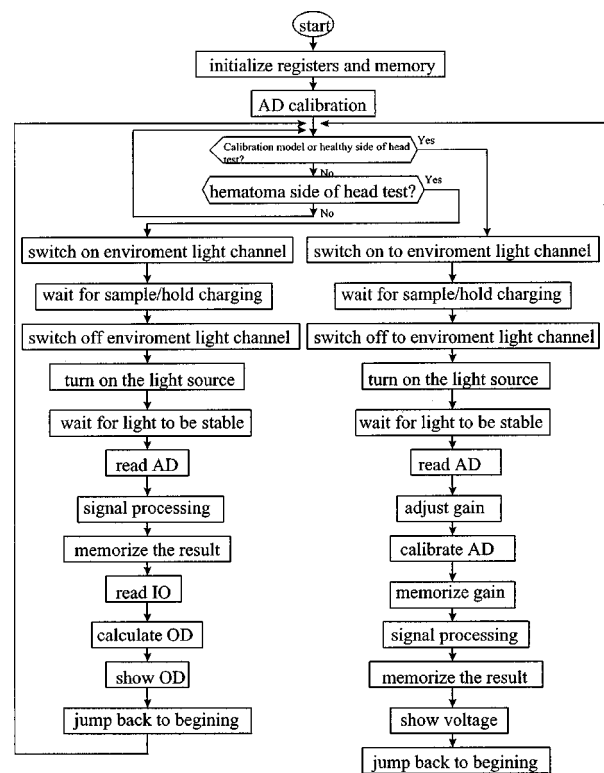 start
initialize registers and memory
AD calibration
Calibration model or healthy side of head
test?
Yes
No
hematoma side of head test?
Yes
No
switch on enviroment light channel
wait for sample/hold charging
switch off enviroment light channel
turn on the light source
wait for light to be stable
read AD
signal processing
memorize the result
read IO
calculate OD
show OD
jump back to begining
switch on to enviroment light channel
wait for sample/hold charging
switch off to enviroment light channel
turn on the light source
wait for light to be stable
read AD
adjust gain
calibrate AD
memorize gain
signal processing
memorize the result
show voltage
jump back to begining